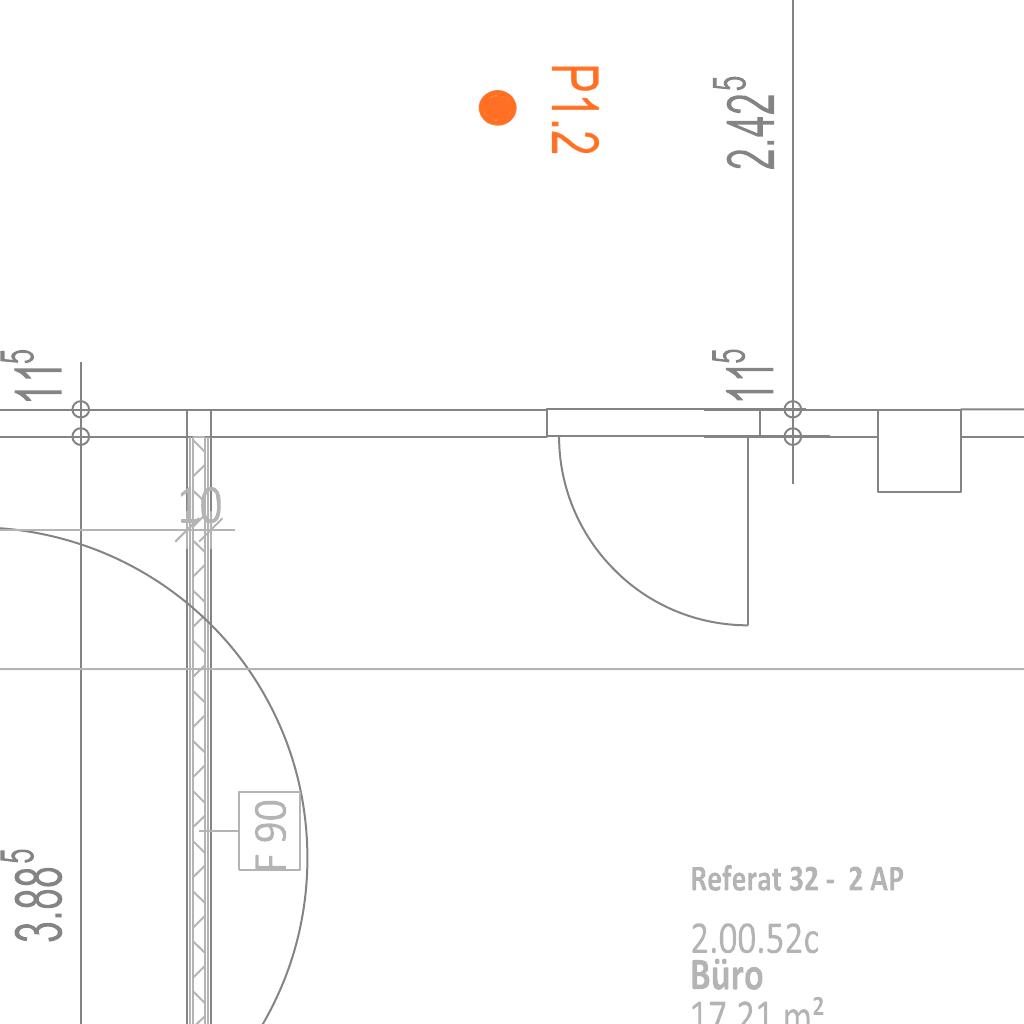 P1.2
2.42⁵
11⁵
11⁵
10
F 90
3.88⁵
Referat 32 - 2 AP
2.00.52c
Büro
17.21 m²